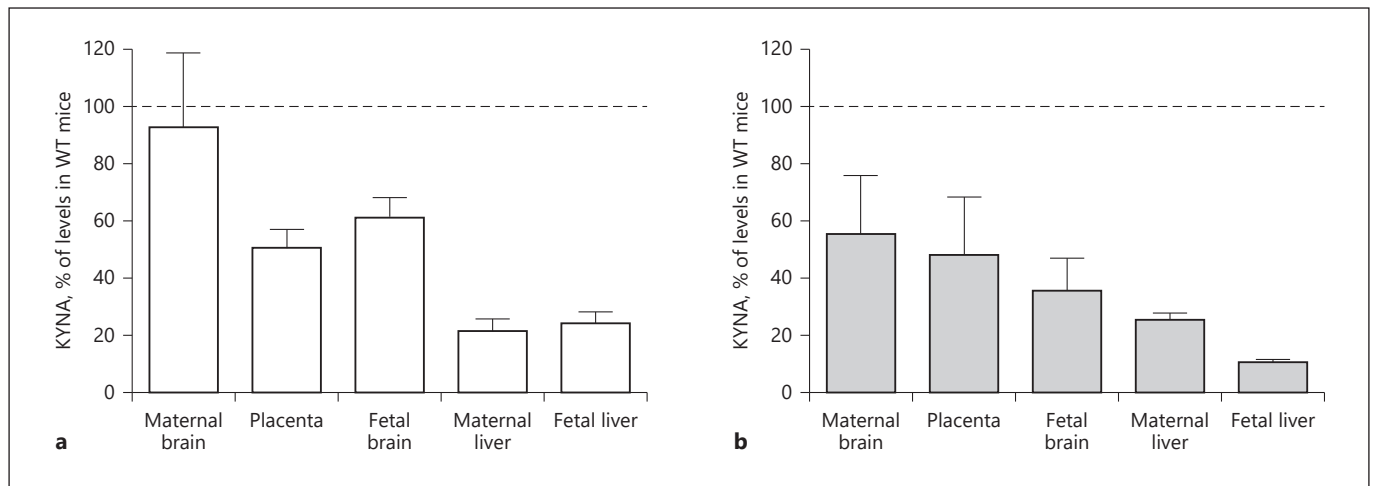 KYNA, % of levels in WT mice
120
100
80
60
40
20
0
Maternal brain
Placenta
Fetal brain
Maternal liver
Fetal liver
a
KYNA, % of levels in WT mice
120
100
80
60
40
20
0
Maternal brain
Placenta
Fetal brain
Maternal liver
Fetal liver
b